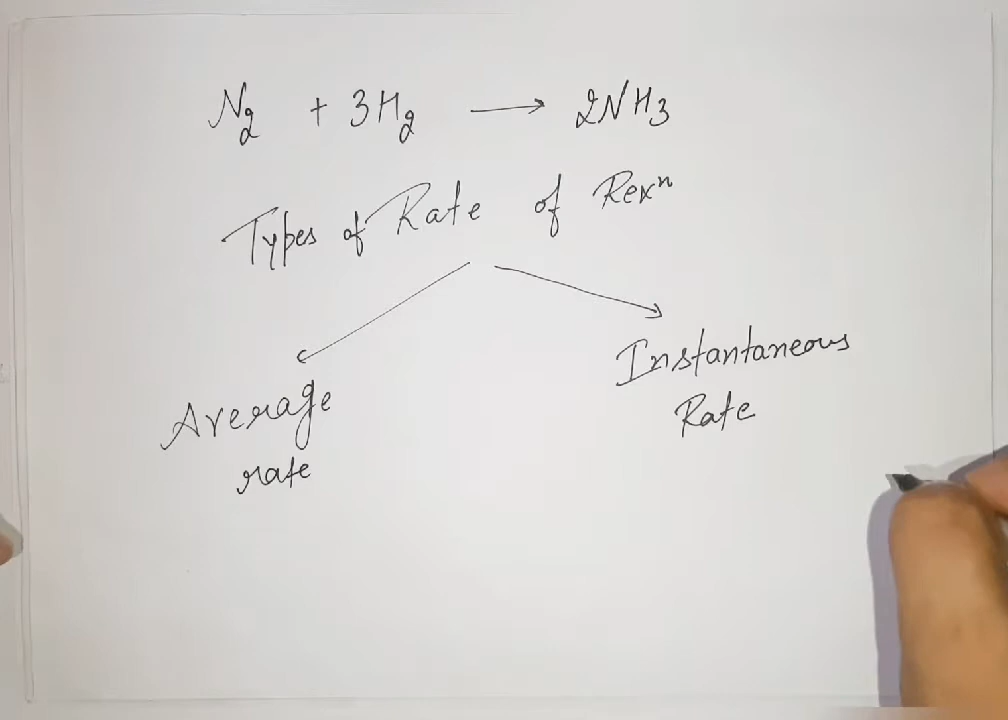 N₂ + 3H₂ → 2NH₃
Types of Rate of Rexⁿ
Average
rate
Instantaneous
Rate